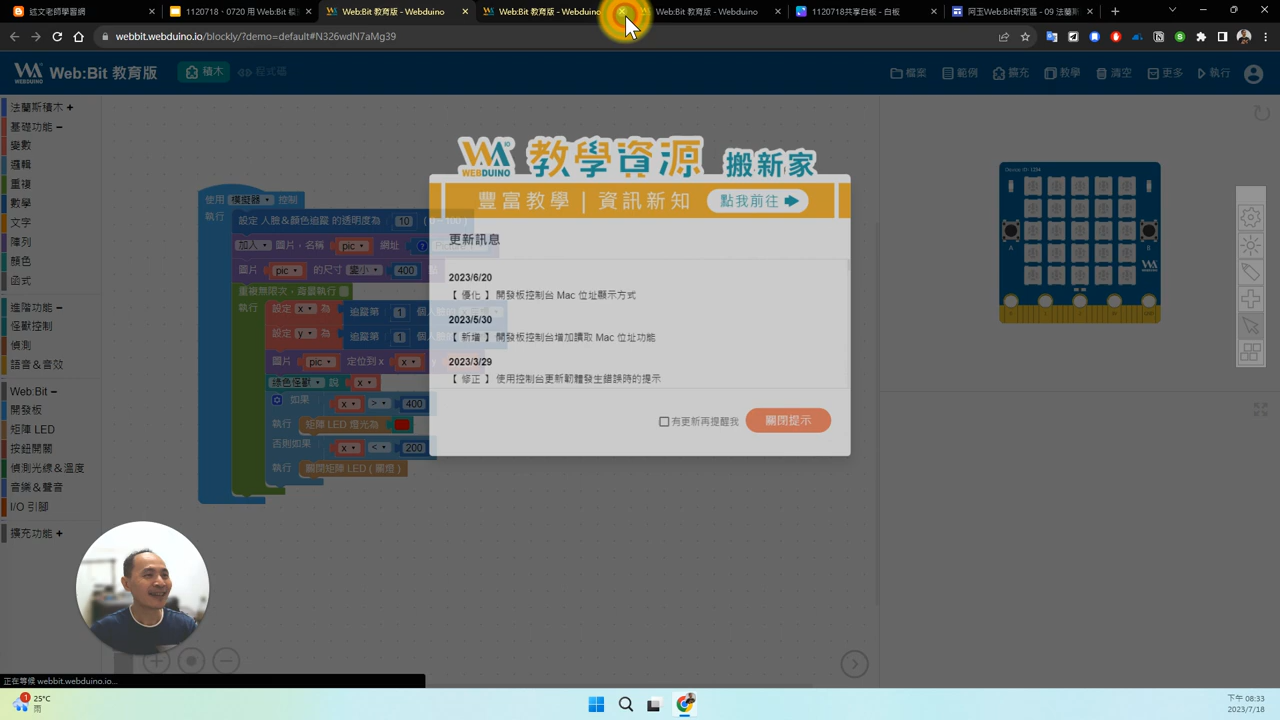 述文老師學習網
1120718、0720 用 Web:Bit 模
Web:Bit 教育版 - Webduino
Web:Bit 教育版 - Webduino
Web:Bit 教育版 - Webduino
1120718共享白板 - 白板
阿玉Web:Bit研究區 - 09 法蘭斯
webbit.webduino.io/blockly/?demo=default#N326wdN7aMg39
WEBDUINO
Web:Bit 教育版
積木
程式碼
檔案
範例
擴充
教學
清空
更多
執行
法蘭斯積木
基礎功能
變數
邏輯
重複
數學
文字
陣列
顏色
函式
進階功能
怪獸控制
偵測
語音＆音效
Web:Bit
開發板
矩陣 LED
按鈕開關
偵測光線＆溫度
音樂＆聲音
I/O 引腳
擴充功能
使用 模擬器 控制
執行
設定 人臉＆顏色追蹤 的透明度為 10
加入 圖片，名稱 pic 網址
圖片 pic 的尺寸 縮小 400
重複無限次，背景執行
執行 設定 x 為 追蹤第 1
設定 y 為 追蹤第 1
圖片 pic 定位到 x x
綠色怪獸 說 x
如果 x > 400
執行 矩陣 LED 燈光為
否則如果 x < 200
執行 關閉矩陣 LED ( 關燈 )
WEBDUINO
教學資源 搬新家
豐富教學 | 資訊新知
點我前往
更新訊息
2023/6/20
【 優化 】 開發板控制台 Mac 位址顯示方式
2023/5/30
【 新增 】 開發板控制台增加讀取 Mac 位址功能
2023/3/29
【 修正 】 使用控制台更新韌體發生錯誤時的提示
有更新再提醒我
關閉提示
A
B
正在等候 webbit.webduino.io...
1
25°C
雨
下午 08:33
2023/7/18